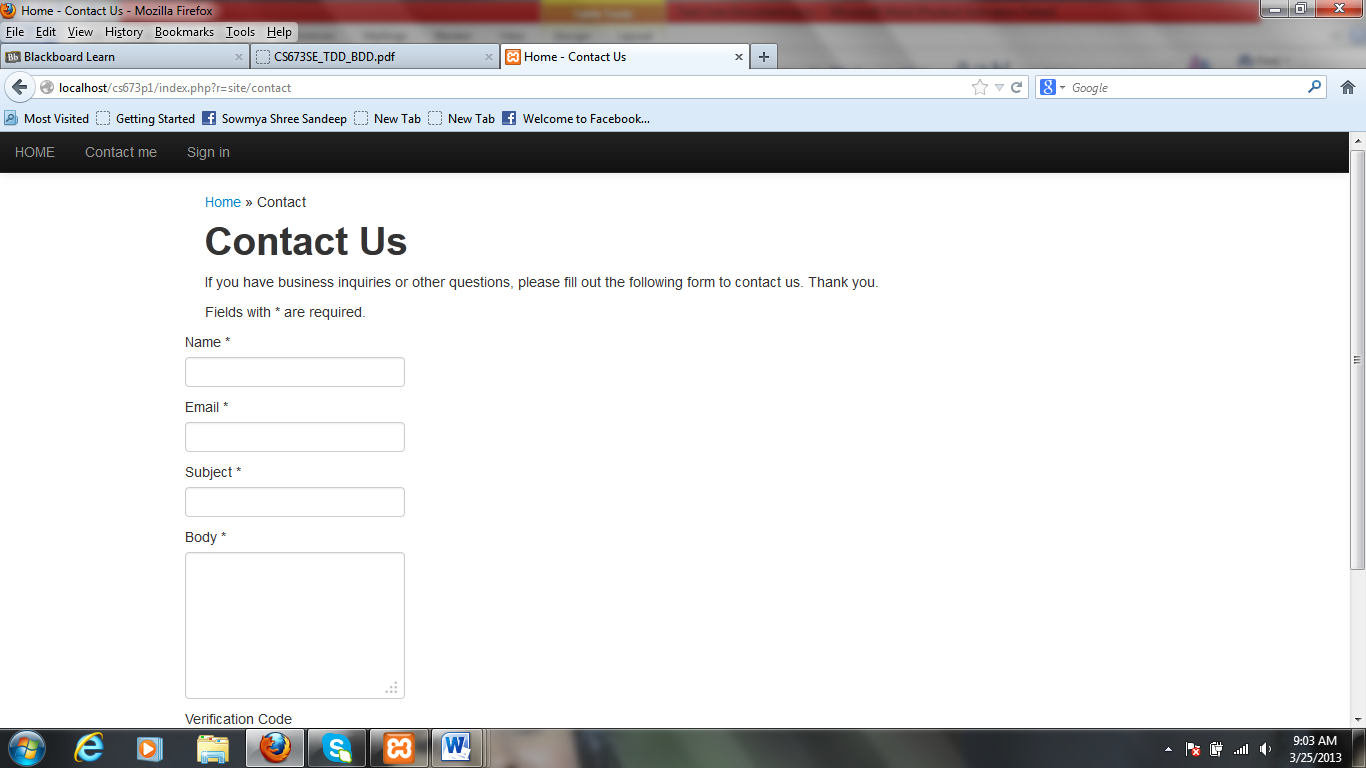 Home - Contact Us - Mozilla Firefox
File Edit View History Bookmarks Tools Help
Blackboard Learn CS673SE_TDD_BDD.pdf Home - Contact Us
localhost/cs673p1/index.php?r=site/contact Google
Most Visited Getting Started Sowmya Shree Sandeep New Tab New Tab Welcome to Facebook...
HOME Contact me Sign in
Home » Contact
Contact Us
If you have business inquiries or other questions, please fill out the following form to contact us. Thank you.
Fields with * are required.
Name *
Email *
Subject *
Body *
Verification Code
9:03 AM
3/25/2013